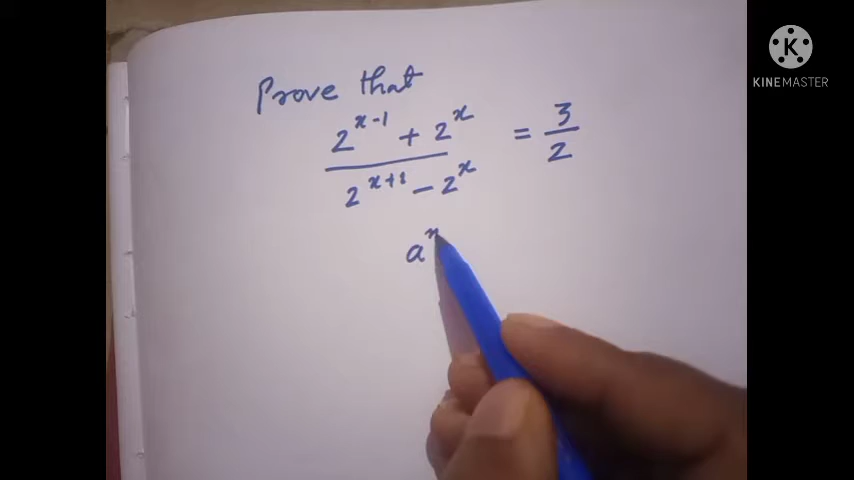 Prove that
2^{x-1} + 2^x / 2^{x+1} - 2^x = 3/2
a^n
K
KINEMASTER